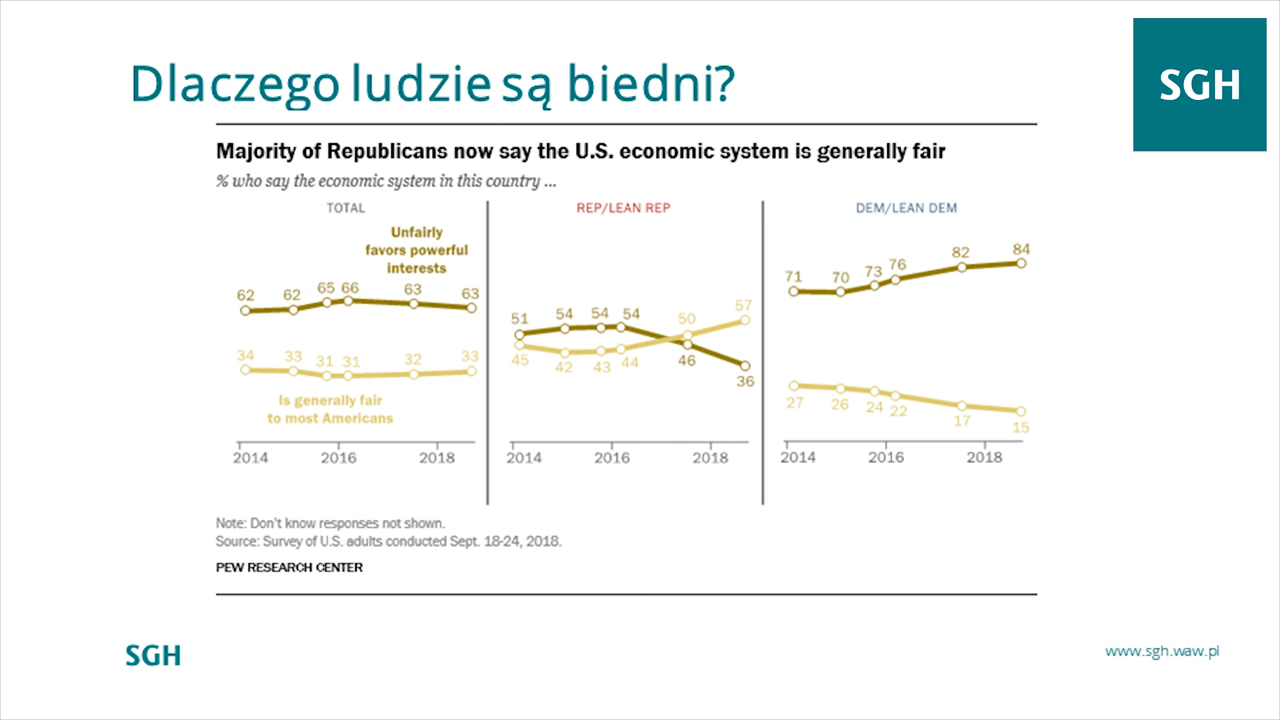 Dlaczego ludzie są biedni?
SGH
Majority of Republicans now say the U.S. economic system is generally fair
% who say the economic system in this country ...
TOTAL
Unfairly
favors powerful
interests
62 62 65 66 63 63
34 33 31 31 32 33
Is generally fair
to most Americans
2014 2016 2018
REP/LEAN REP
51 54 54 54 50 57
45 42 43 44 46 36
2014 2016 2018
DEM/LEAN DEM
71 70 73 76 82 84
27 26 24 22 17 15
2014 2016 2018
Note: Don't know responses not shown.
Source: Survey of U.S. adults conducted Sept. 18-24, 2018.
PEW RESEARCH CENTER
SGH
www.sgh.waw.pl